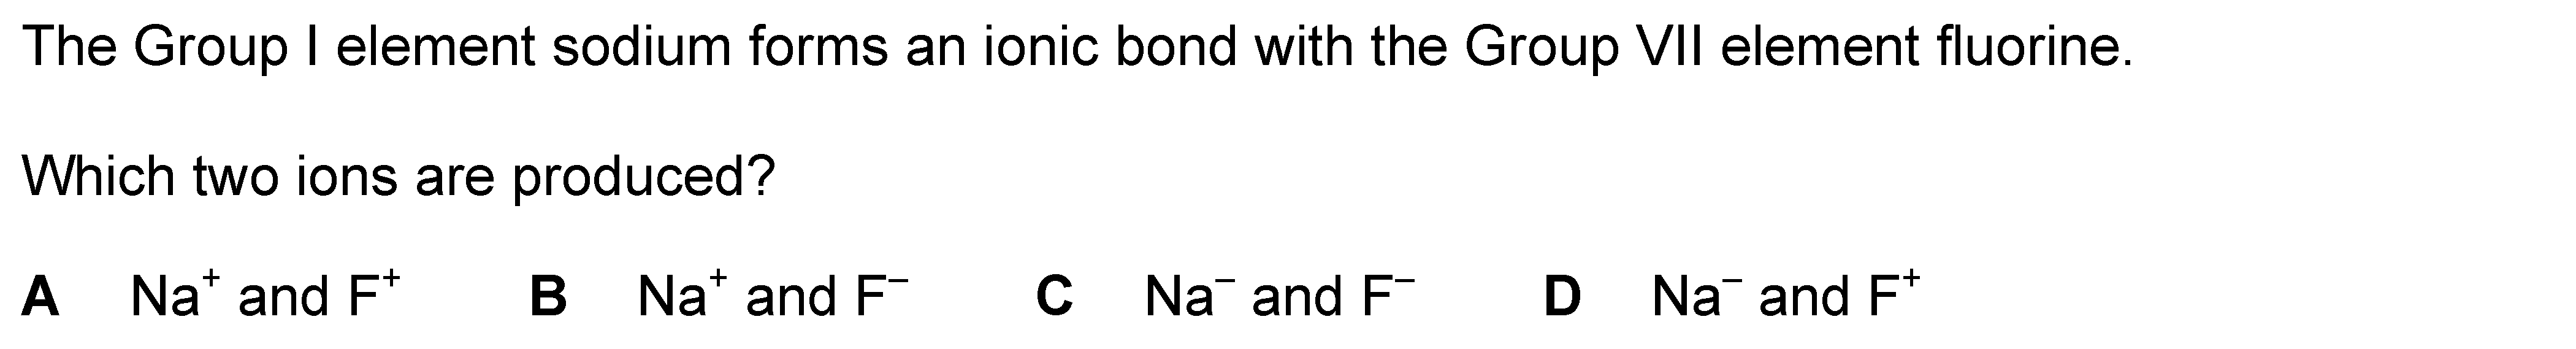 The Group I element sodium forms an ionic bond with the Group VII element fluorine.
Which two ions are produced?
A Na⁺ and F⁺ B Na⁺ and F⁻ C Na⁻ and F⁻ D Na⁻ and F⁺